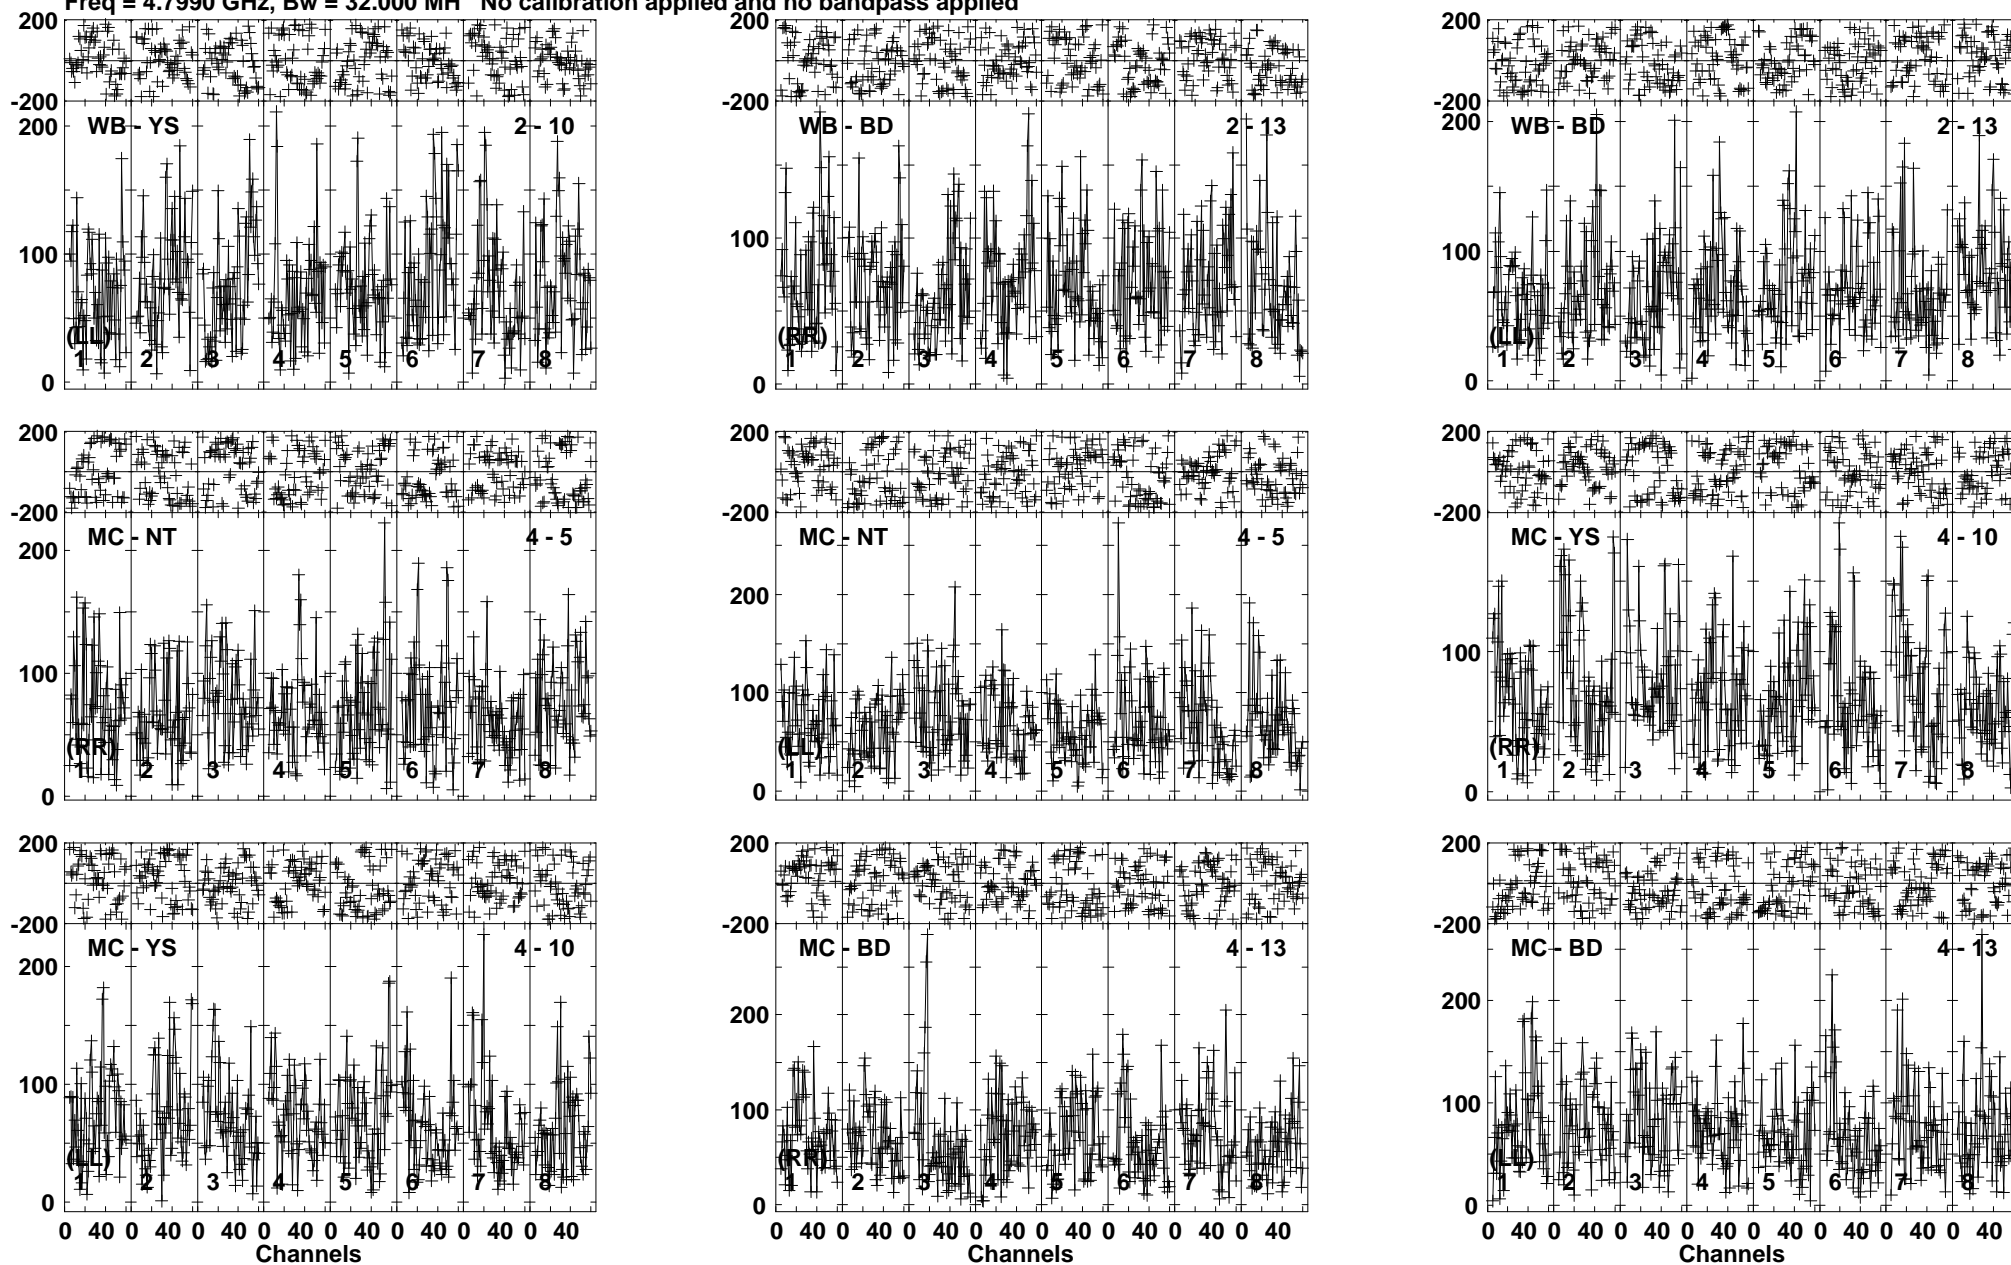 Freq = 4.7990 GHz, Bw = 32.000 MH No calibration applied and no bandpass applied
200 200 200
-200 -200 -200
WB - YS 2 - 10 WB - BD 2 - 13 WB - BD 2 - 13
200 200
100 100 100
(LL) (RR) (LL)
1 2 3 4 5 6 7 8 1 2 3 4 5 6 7 8 1 2 3 4 5 6 7 8
0 0 0
200 200 200
-200 -200 -200
MC - NT 4 - 5 MC - NT 4 - 5 MC - YS 4 - 10
200 200
100 100 100
(RR) (LL) (RR)
1 2 3 4 5 6 7 8 1 2 3 4 5 6 7 8 1 2 3 4 5 6 7 8
0 0 0
200 200 200
-200 -200 -200
MC - YS 4 - 10 MC - BD 4 - 13 MC - BD 4 - 13
200 200 200
100 100 100
(LL) (RR) (LL)
1 2 3 4 5 6 7 8 1 2 3 4 5 6 7 8 1 2 3 4 5 6 7 8
0 0 0
0 40 0 40 0 40 0 40 0 40 0 40 0 40 0 40 0 40 0 40 0 40 0 40 0 40 0 40 0 40 0 40 0 40 0 40 0 40 0 40 0 40 0 40 0 40 0 40
Channels Channels Channels